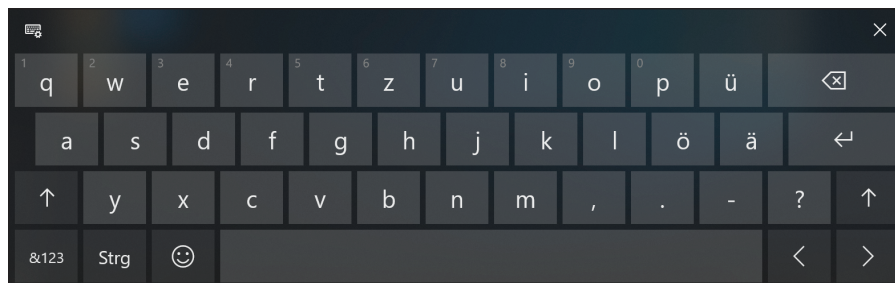 1 2 3 4 5 6 7 8 9 0
q w e r t z u i o p ü
a s d f g h j k l ö ä
y x c v b n m , . - ?
&123 Strg